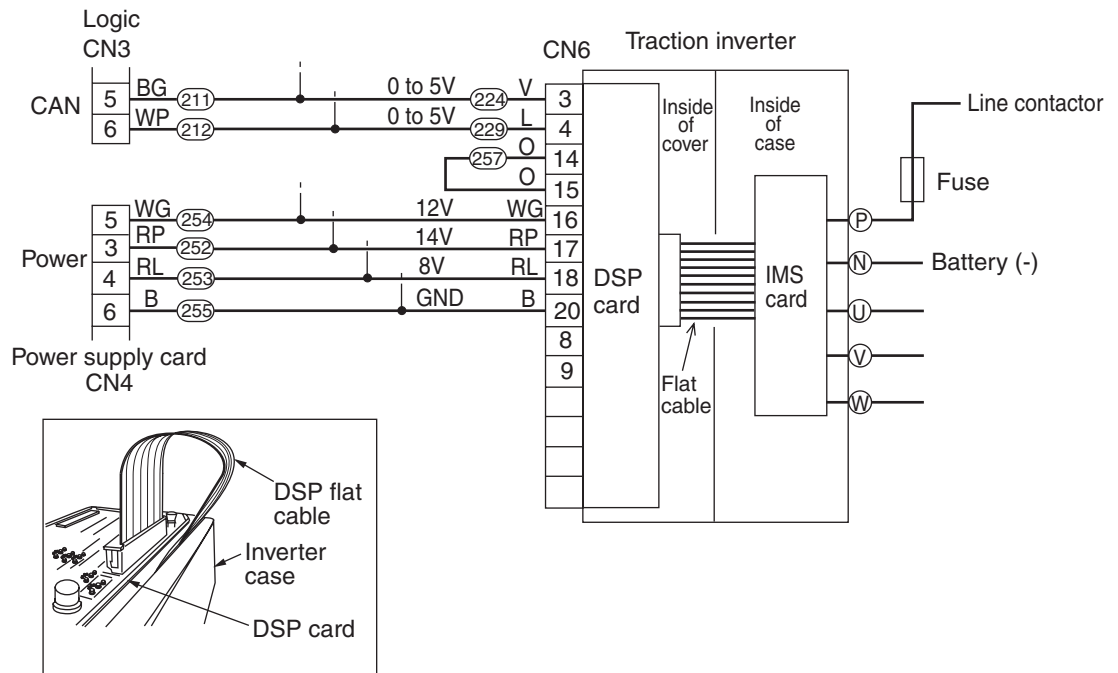 Logic
CN3
CN6
Traction inverter
CAN
5 BG 211 0 to 5V 224 V 3
6 WP 212 0 to 5V 229 L 4
257 O 14
O 15
Inside
of
cover
Inside
of
case
Line contactor
Fuse
Power
5 WG 254 12V WG 16
3 RP 252 14V RP 17
4 RL 253 8V RL 18
6 B 255 GND B 20
8
9
Power supply card
CN4
DSP
card
IMS
card
Flat
cable
P
N Battery (-)
U
V
W
DSP flat
cable
Inverter
case
DSP card